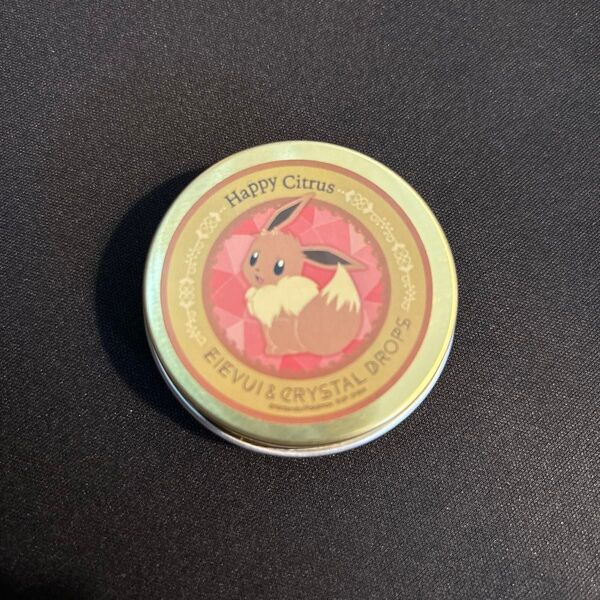 Happy Citrus
EIEVUI & CRYSTAL DROPS